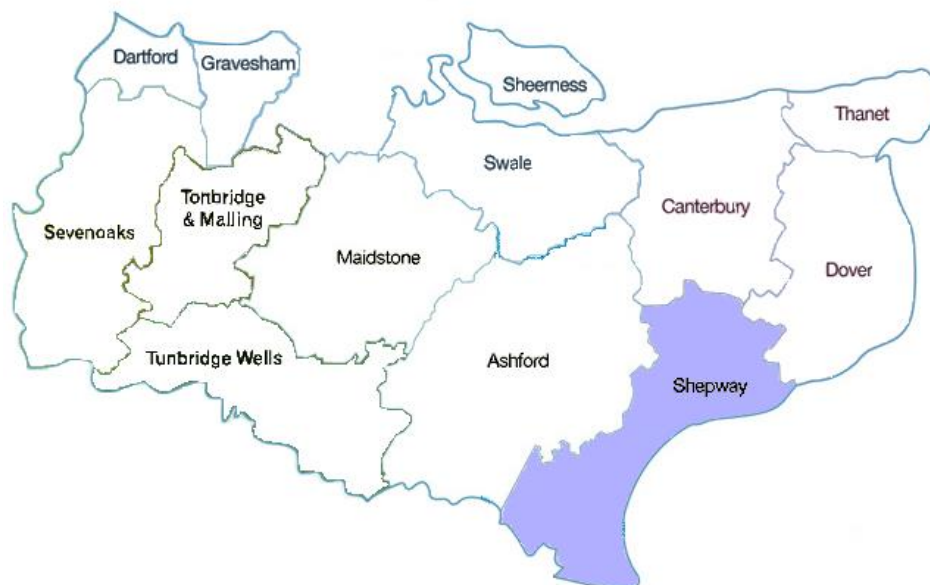 Dartford
Gravesham
Sheerness
Thanet
Swale
Tonbridge
& Malling
Canterbury
Sevenoaks
Maidstone
Dover
Tunbridge Wells
Ashford
Shepway